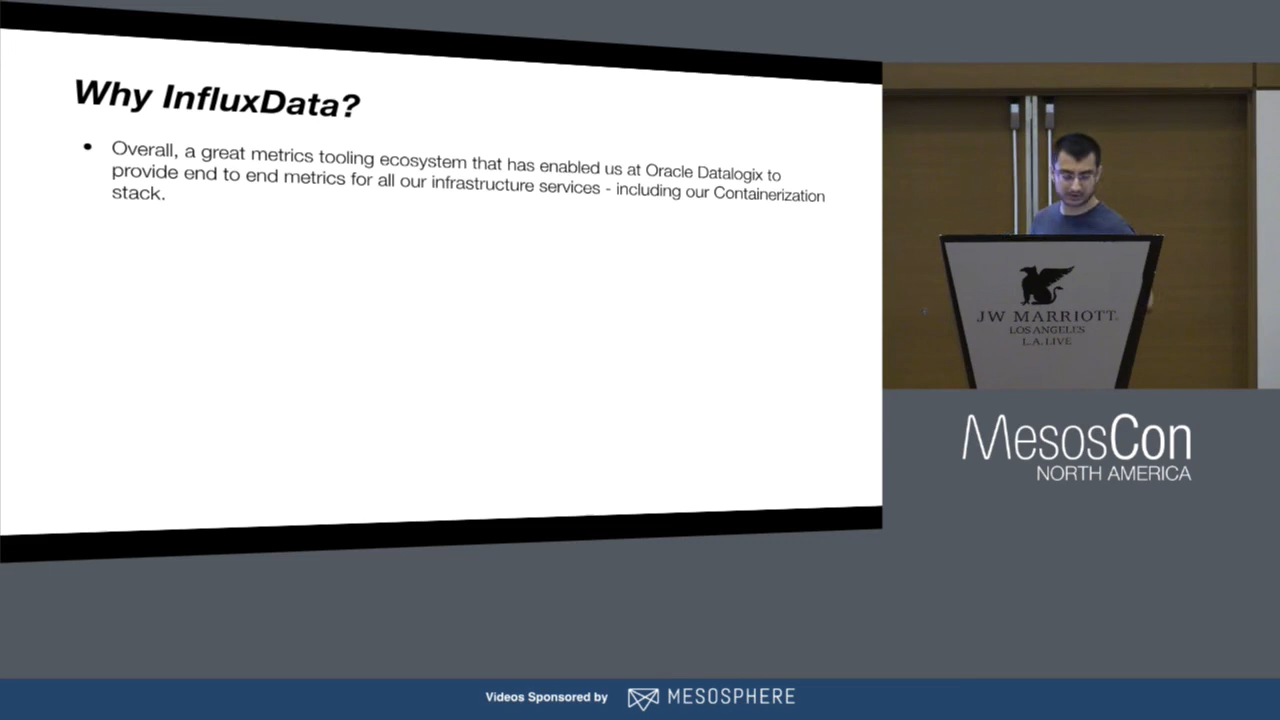 Why InfluxData?
• Overall, a great metrics tooling ecosystem that has enabled us at Oracle Datalogix to
provide end to end metrics for all our infrastructure services - including our Containerization
stack.
JW MARRIOTT
LOS ANGELES
L.A. LIVE
MesosCon
NORTH AMERICA
Videos Sponsored by MESOSPHERE